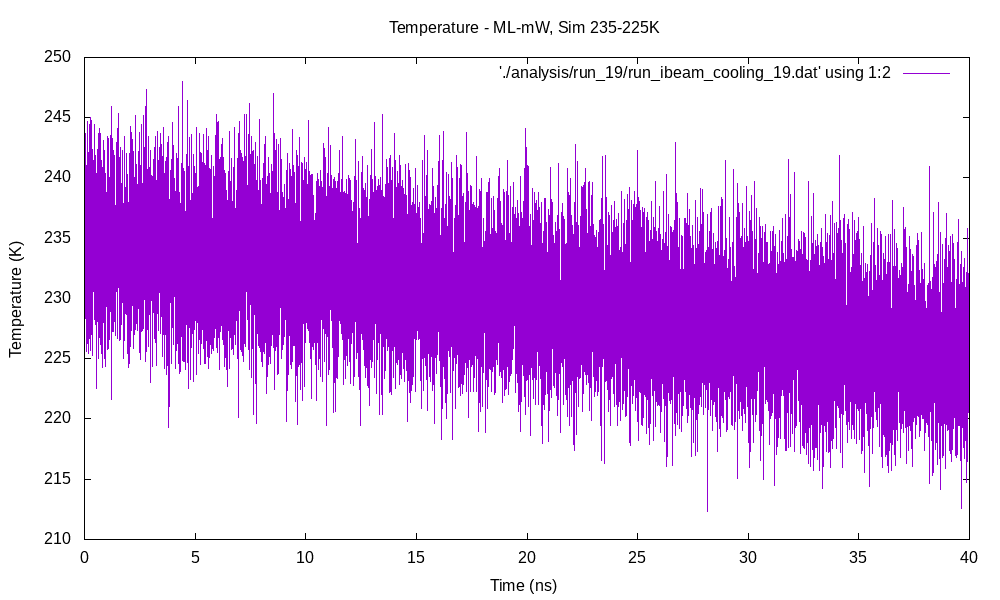 Temperature - ML-mW, Sim 235-225K
'./analysis/run_19/run_ibeam_cooling_19.dat' using 1:2
250
245
240
235
230
225
220
215
210
Temperature (K)
0 5 10 15 20 25 30 35 40
Time (ns)